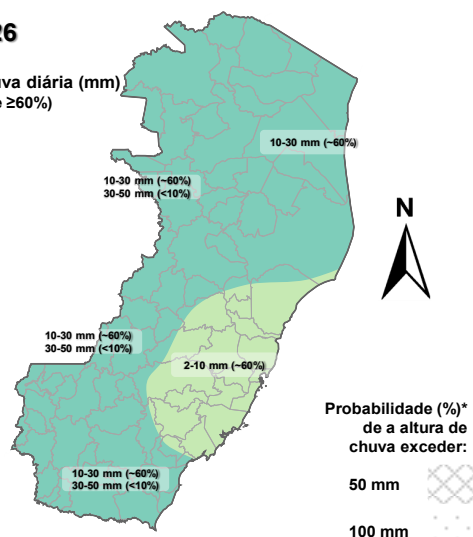 26
uva diária (mm)
e ≥60%)
10-30 mm (~60%)
10-30 mm (~60%)
30-50 mm (<10%)
N
10-30 mm (~60%)
30-50 mm (<10%)
2-10 mm (~60%)
Probabilidade (%)*
de a altura de
chuva exceder:
10-30 mm (~60%)
30-50 mm (<10%)
50 mm
100 mm